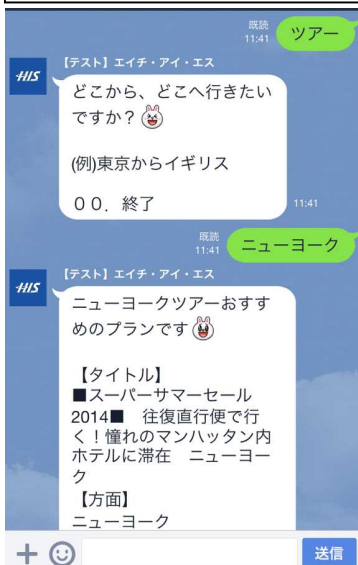 既読
11:41
ツアー
HIS
【テスト】エイチ・アイ・エス
どこから、どこへ行きたい
ですか？
(例)東京からイギリス
００．終了
11:41
既読
11:41
ニューヨーク
HIS
【テスト】エイチ・アイ・エス
ニューヨークツアーおすす
めのプランです
【タイトル】
■スーパーサマーセール
2014■　往復直行便で行
く！憧れのマンハッタン内
ホテルに滞在　ニューヨー
ク
【方面】
ニューヨーク
送信